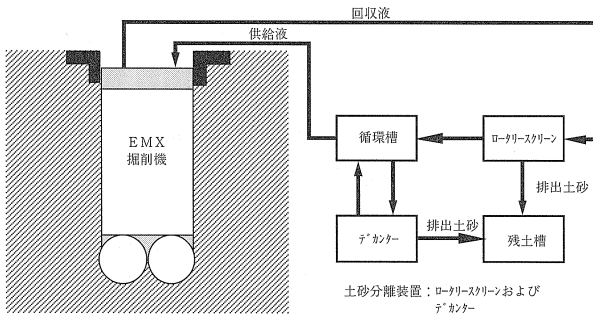 回収液
供給液
EMX
掘削機
循環槽
ﾛｰﾀﾘｰｽｸﾘｰﾝ
排出土砂
ﾃﾞｶﾝﾀｰ
排出土砂
残土槽
土砂分離装置：ﾛｰﾀﾘｰｽｸﾘｰﾝおよび
ﾃﾞｶﾝﾀｰ